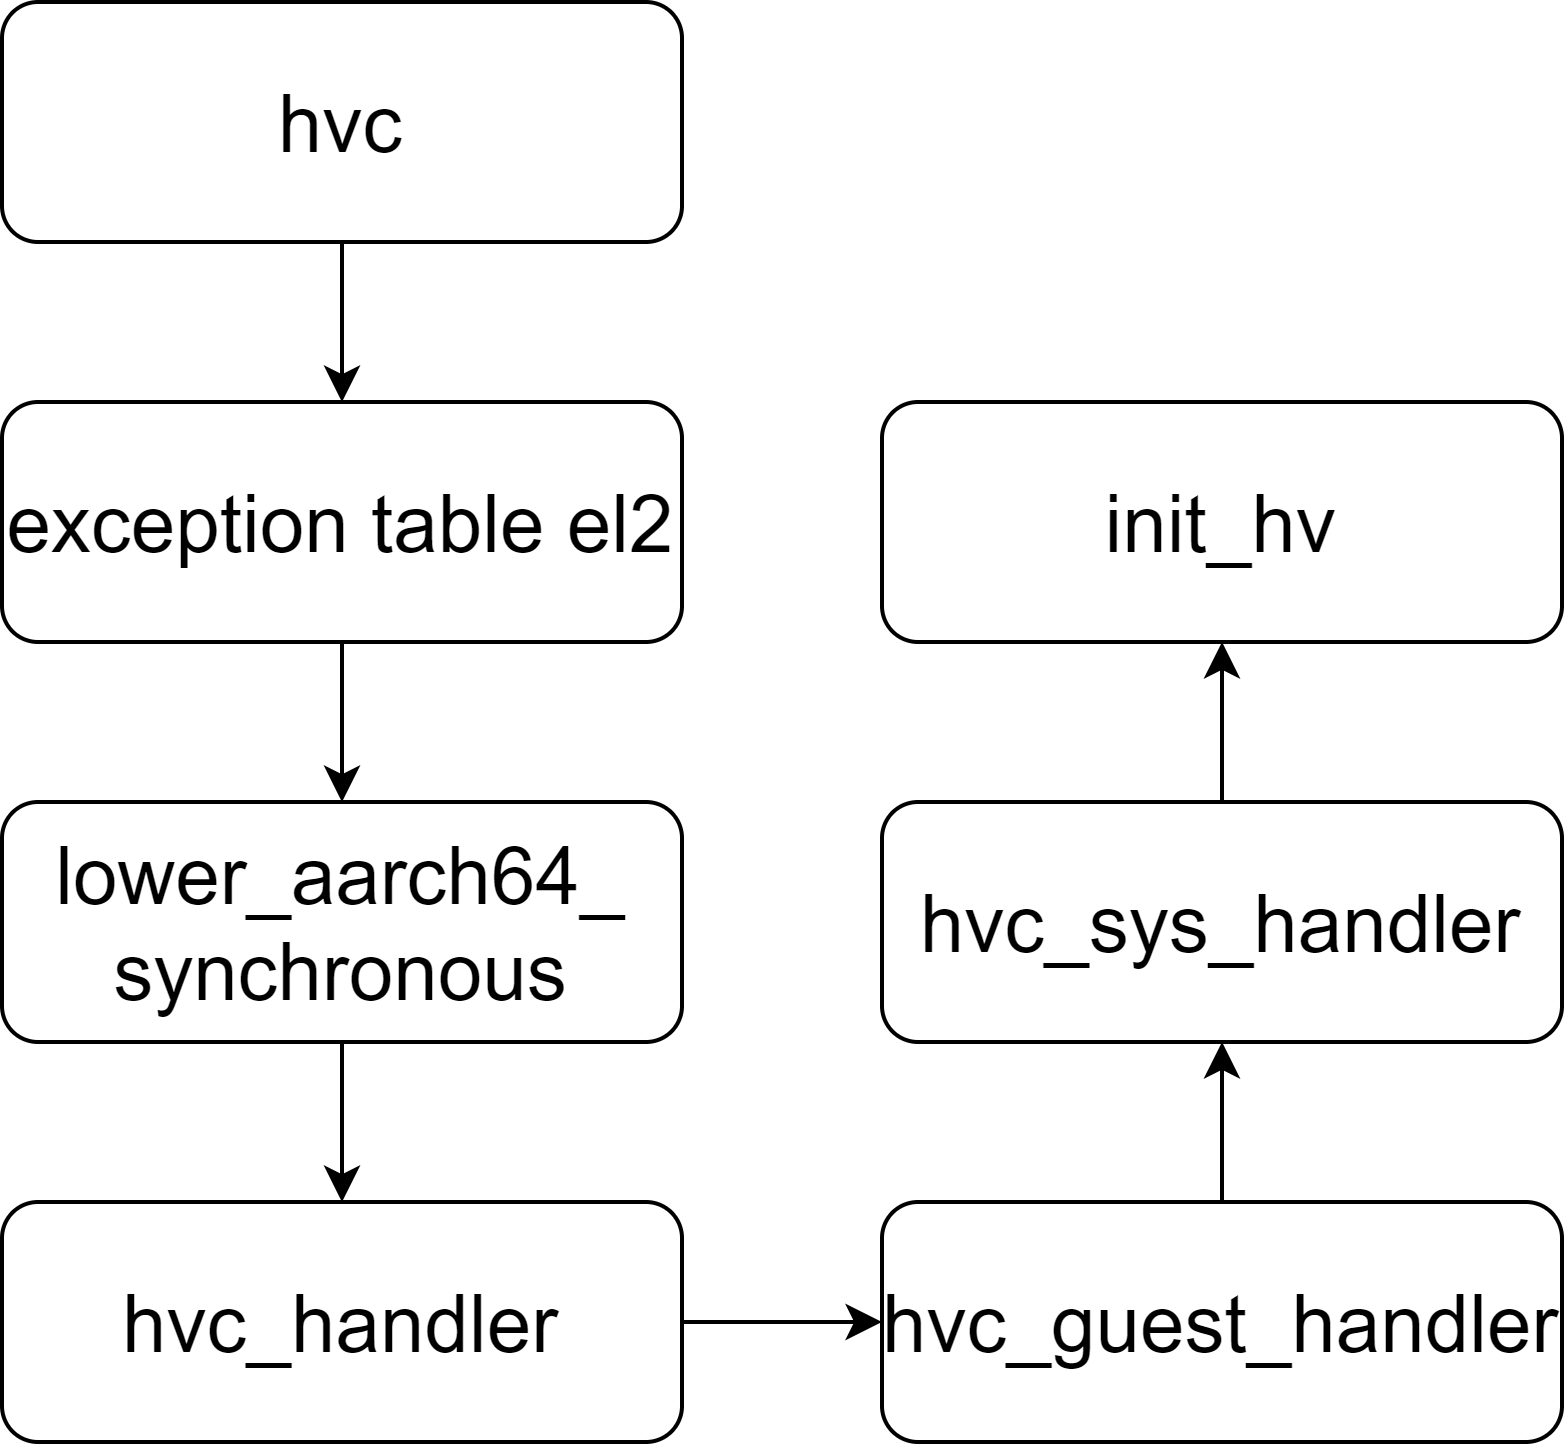 hvc
exception table el2
lower_aarch64_
synchronous
hvc_handler
hvc_guest_handler
hvc_sys_handler
init_hv